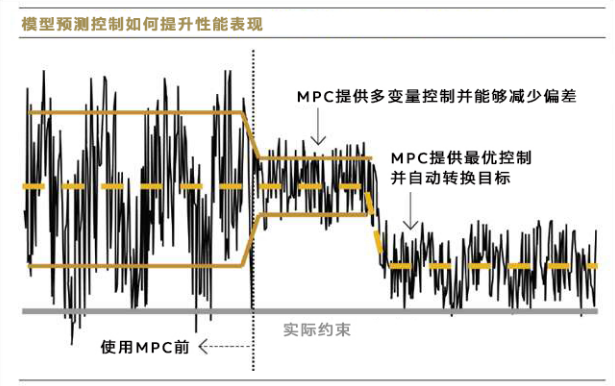 模型预测控制如何提升性能表现
MPC提供多变量控制并能够减少偏差
MPC提供最优控制
并自动转换目标
实际约束
使用MPC前